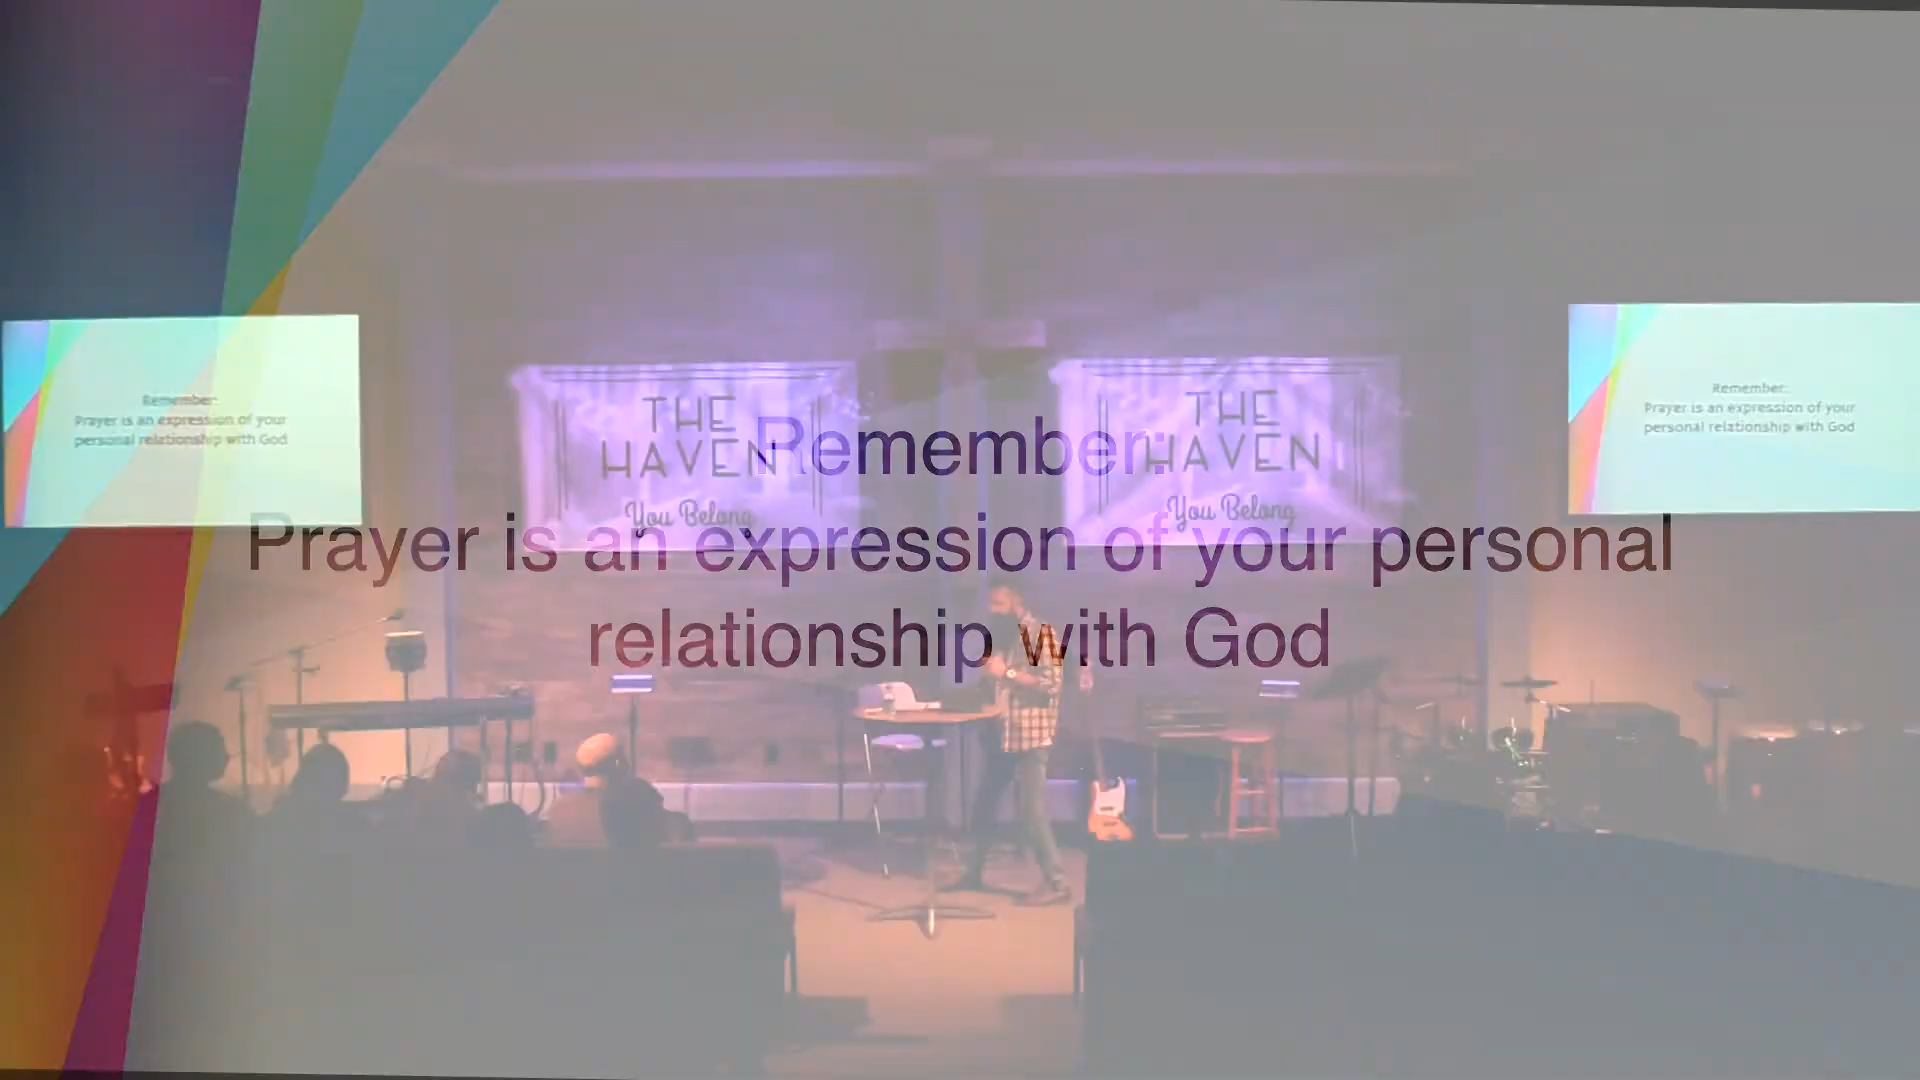 Remember:
Prayer is an expression of your
personal relationship with God
THE
HAVEN
You Belong
THE
HAVEN
You Belong
Remember:
Prayer is an expression of your
personal relationship with God
Remember:
Prayer is an expression of your personal
relationship with God